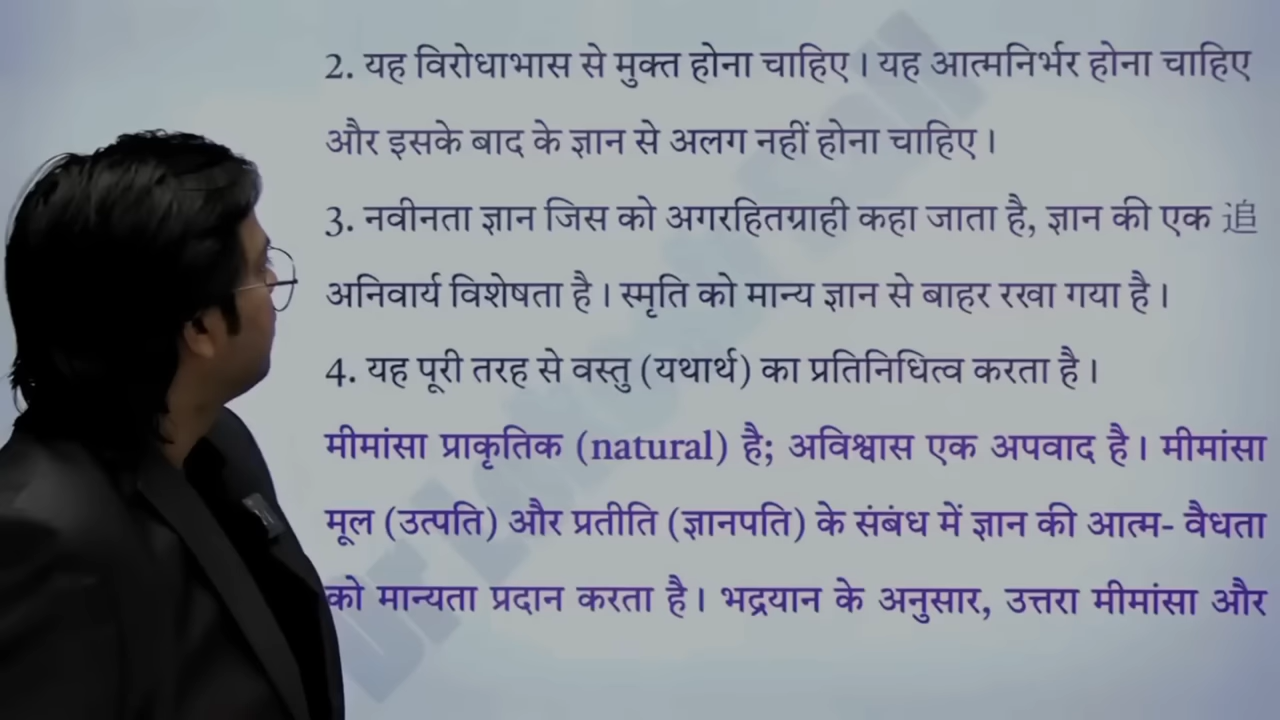 2. यह विरोधाभास से मुक्त होना चाहिए । यह आत्मनिर्भर होना चाहिए
और इसके बाद के ज्ञान से अलग नहीं होना चाहिए ।
3. नवीनता ज्ञान जिस को अगरहितग्राही कहा जाता है, ज्ञान की एक 追
अनिवार्य विशेषता है । स्मृति को मान्य ज्ञान से बाहर रखा गया है ।
4. यह पूरी तरह से वस्तु (यथार्थ) का प्रतिनिधित्व करता है ।
मीमांसा प्राकृतिक (natural) है; अविश्वास एक अपवाद है । मीमांसा
मूल (उत्पति) और प्रतीति (ज्ञानपति) के संबंध में ज्ञान की आत्म- वैधता
को मान्यता प्रदान करता है । भद्रयान के अनुसार, उत्तरा मीमांसा और